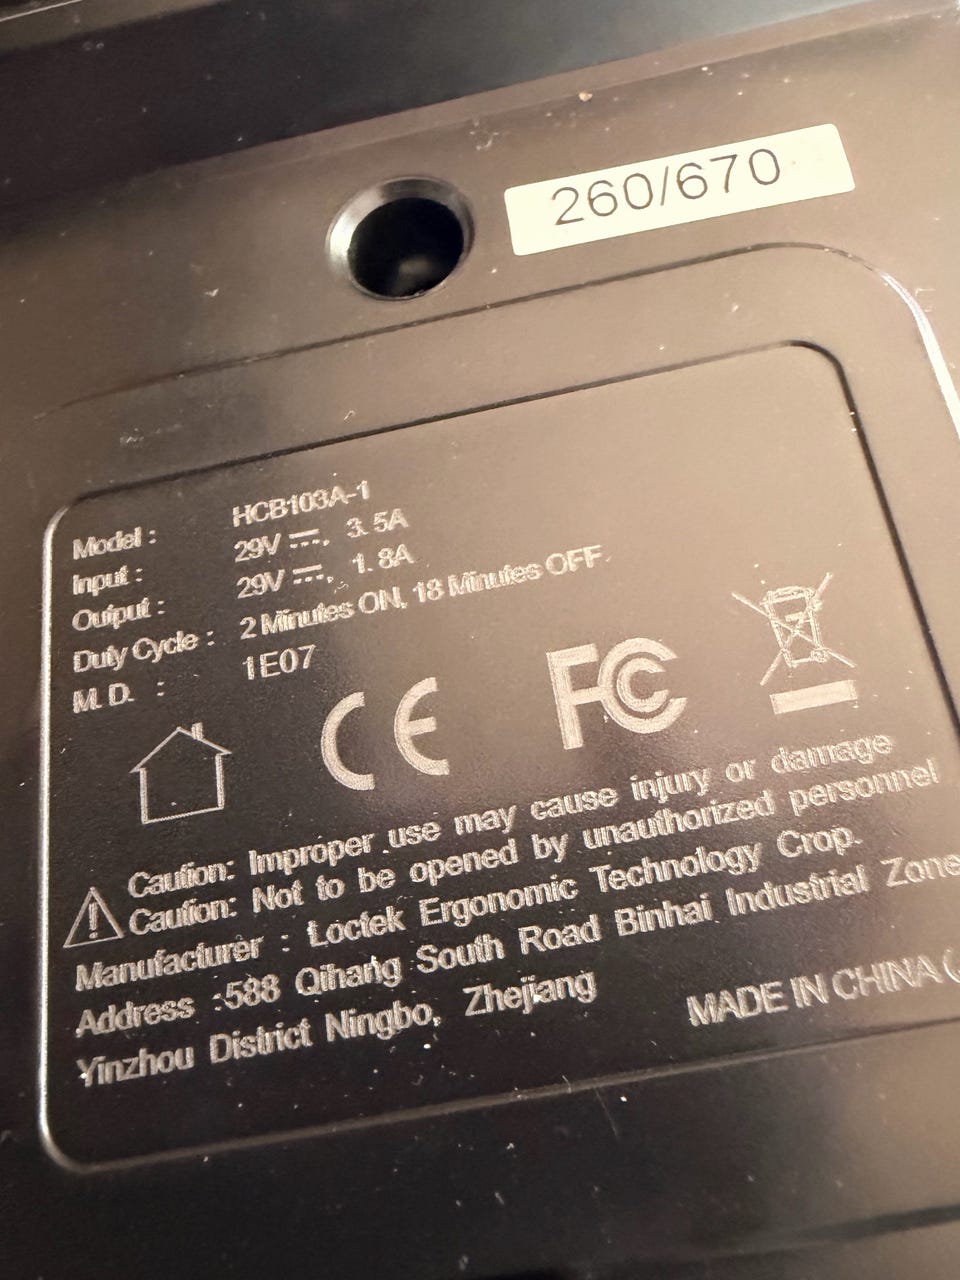 260/670
Model : HCB103A-1
Input : 29V ⎓, 3.5A
Output : 29V ⎓, 1.8A
Duty Cycle : 2 Minutes ON, 18 Minutes OFF
M.D. : 1E07
CE FC
Caution: Improper use may cause injury or damage
Caution: Not to be opened by unauthorized personnel
Manufacturer : Loctek Ergonomic Technology Crop.
Address :588 Qihang South Road Binhai Industrial Zone
Yinzhou District Ningbo, Zhejiang
MADE IN CHINA